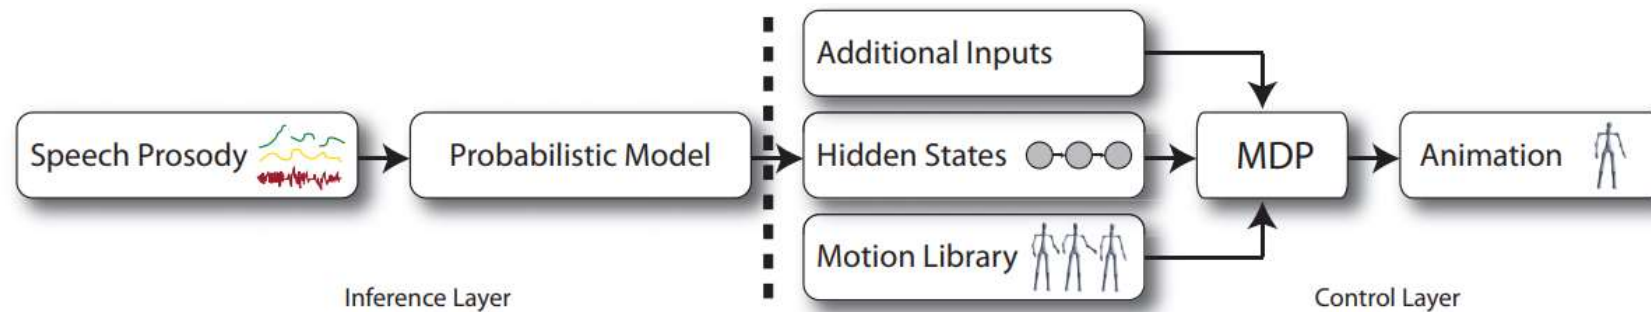 Additional Inputs
Speech Prosody
Probabilistic Model
Hidden States
MDP
Animation
Motion Library
Inference Layer
Control Layer